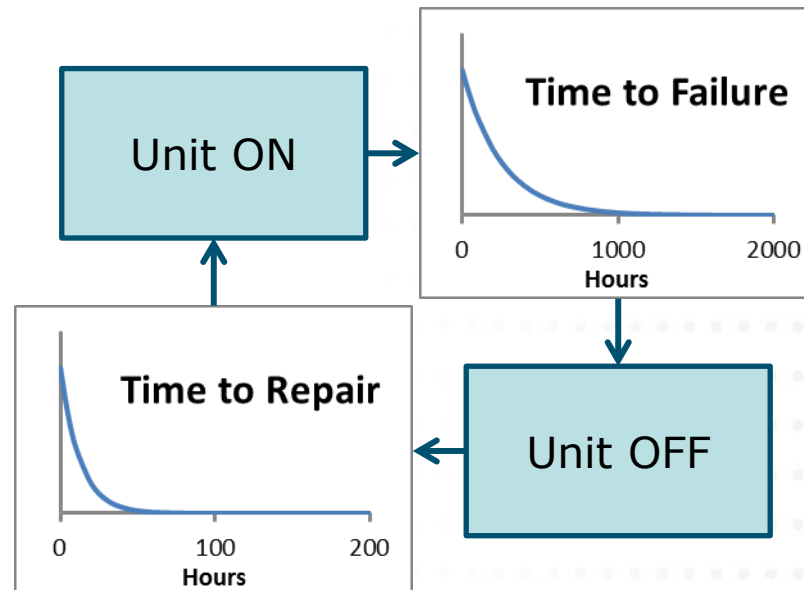 Unit ON
Time to Failure
0 1000 2000
Hours
Time to Repair
0 100 200
Hours
Unit OFF